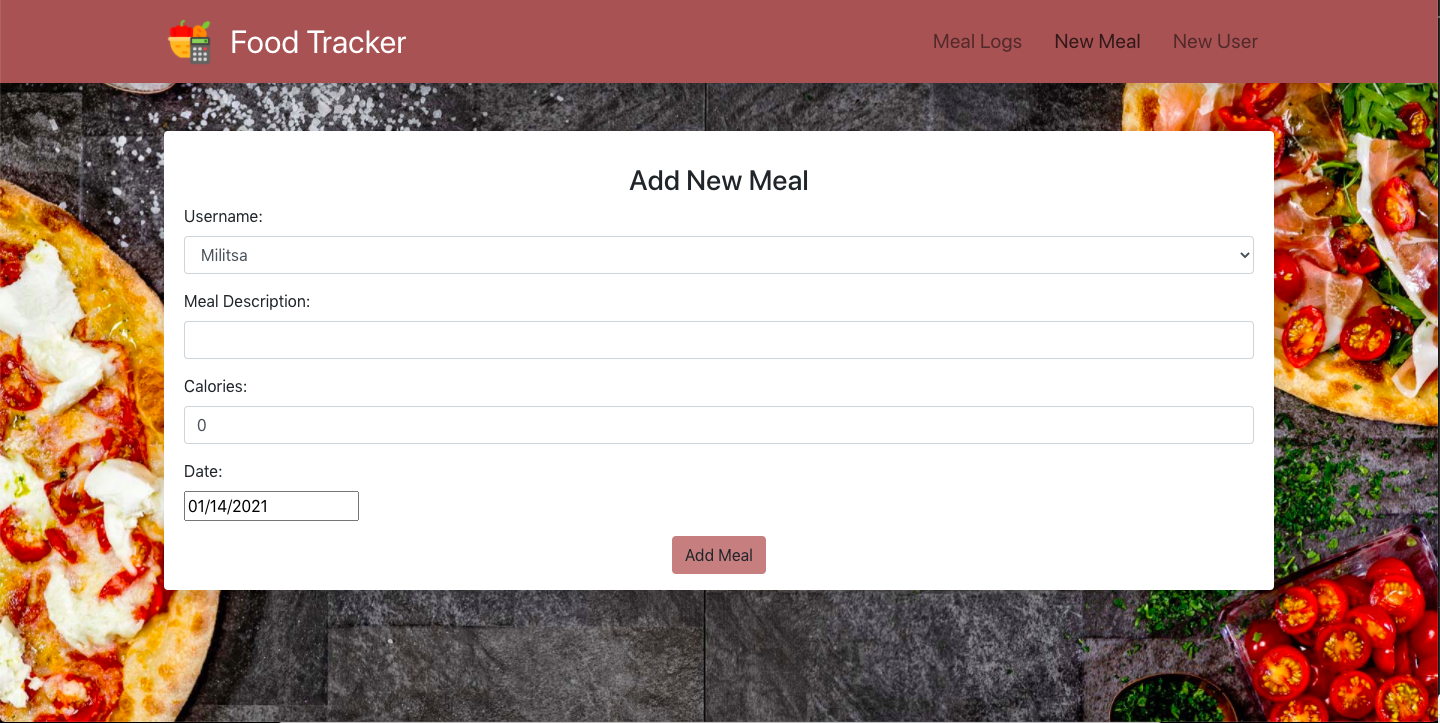 Food Tracker
Meal Logs New Meal New User
Add New Meal
Username:
Militsa
Meal Description:
Calories:
0
Date:
01/14/2021
Add Meal